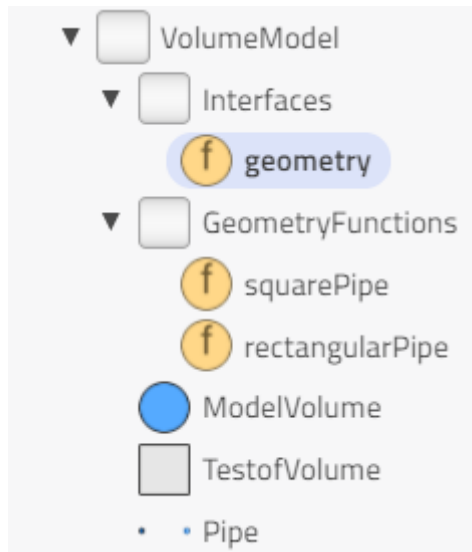 VolumeModel
Interfaces
f geometry
GeometryFunctions
f squarePipe
f rectangularPipe
ModelVolume
TestofVolume
Pipe